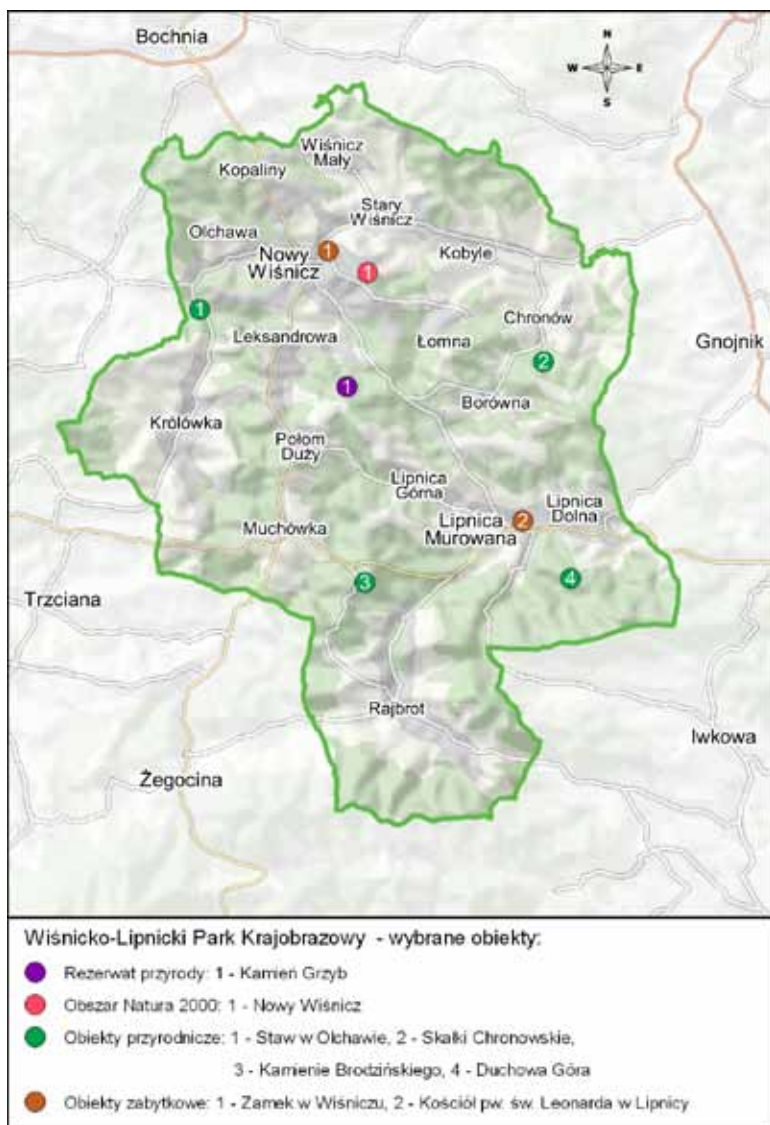 Bochnia
N
W E
S
Wiśnicz
Mały
Kopaliny
Stary
Wiśnicz
Olchawa
1
Nowy
Wiśnicz
1
Kobyle
1
Chronów
Leksandrowa
Łomna
Gnojnik
2
1
Borówna
Królówka
Połom
Duży
Lipnica
Górna
Lipnica
Dolna
Muchówka
Lipnica
Murowana
2
3
4
Trzciana
Rajbrot
Iwkowa
Żegocina
Wiśnicko-Lipnicki Park Krajobrazowy - wybrane obiekty:
Rezerwat przyrody: 1 - Kamień Grzyb
Obszar Natura 2000: 1 - Nowy Wiśnicz
Obiekty przyrodnicze: 1 - Staw w Olchawie, 2 - Skałki Chronowskie,
3 - Kamienie Brodzińskiego, 4 - Duchowa Góra
Obiekty zabytkowe: 1 - Zamek w Wiśniczu, 2 - Kościół pw. św. Leonarda w Lipnicy